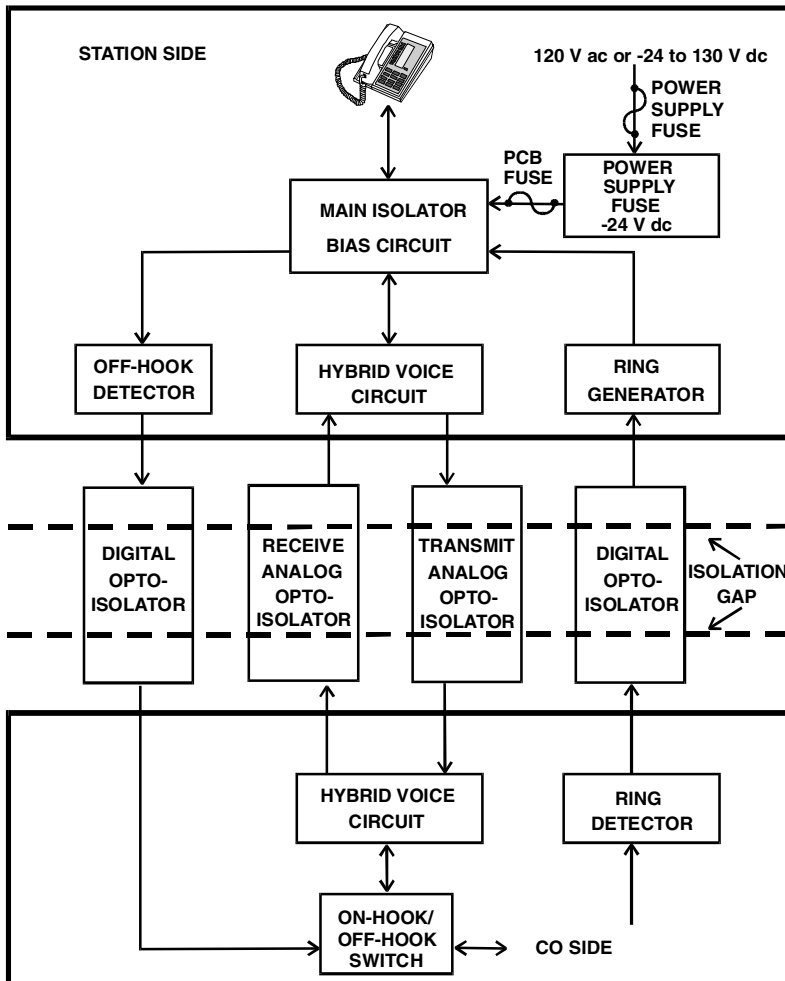 STATION SIDE
120 V ac or -24 to 130 V dc
POWER
SUPPLY
FUSE
PCB
FUSE
POWER
SUPPLY
FUSE
-24 V dc
MAIN ISOLATOR
BIAS CIRCUIT
OFF-HOOK
DETECTOR
HYBRID VOICE
CIRCUIT
RING
GENERATOR
DIGITAL
OPTO-
ISOLATOR
RECEIVE
ANALOG
OPTO-
ISOLATOR
TRANSMIT
ANALOG
OPTO-
ISOLATOR
DIGITAL
OPTO-
ISOLATOR
ISOLATION
GAP
HYBRID VOICE
CIRCUIT
RING
DETECTOR
ON-HOOK/
OFF-HOOK
SWITCH
CO SIDE